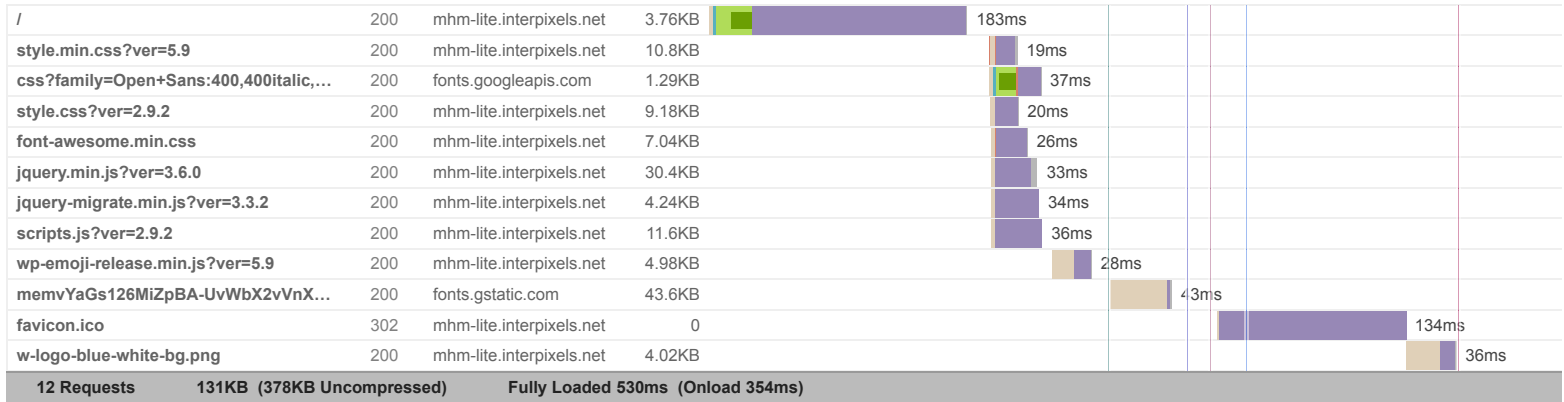 / 200 mhm-lite.interpixels.net 3.76KB 183ms
style.min.css?ver=5.9 200 mhm-lite.interpixels.net 10.8KB 19ms
css?family=Open+Sans:400,400italic,… 200 fonts.googleapis.com 1.29KB 37ms
style.css?ver=2.9.2 200 mhm-lite.interpixels.net 9.18KB 20ms
font-awesome.min.css 200 mhm-lite.interpixels.net 7.04KB 26ms
jquery.min.js?ver=3.6.0 200 mhm-lite.interpixels.net 30.4KB 33ms
jquery-migrate.min.js?ver=3.3.2 200 mhm-lite.interpixels.net 4.24KB 34ms
scripts.js?ver=2.9.2 200 mhm-lite.interpixels.net 11.6KB 36ms
wp-emoji-release.min.js?ver=5.9 200 mhm-lite.interpixels.net 4.98KB 28ms
memvYaGs126MiZpBA-UvWbX2vVnX… 200 fonts.gstatic.com 43.6KB 43ms
favicon.ico 302 mhm-lite.interpixels.net 0 134ms
w-logo-blue-white-bg.png 200 mhm-lite.interpixels.net 4.02KB 36ms
12 Requests 131KB (378KB Uncompressed) Fully Loaded 530ms (Onload 354ms)